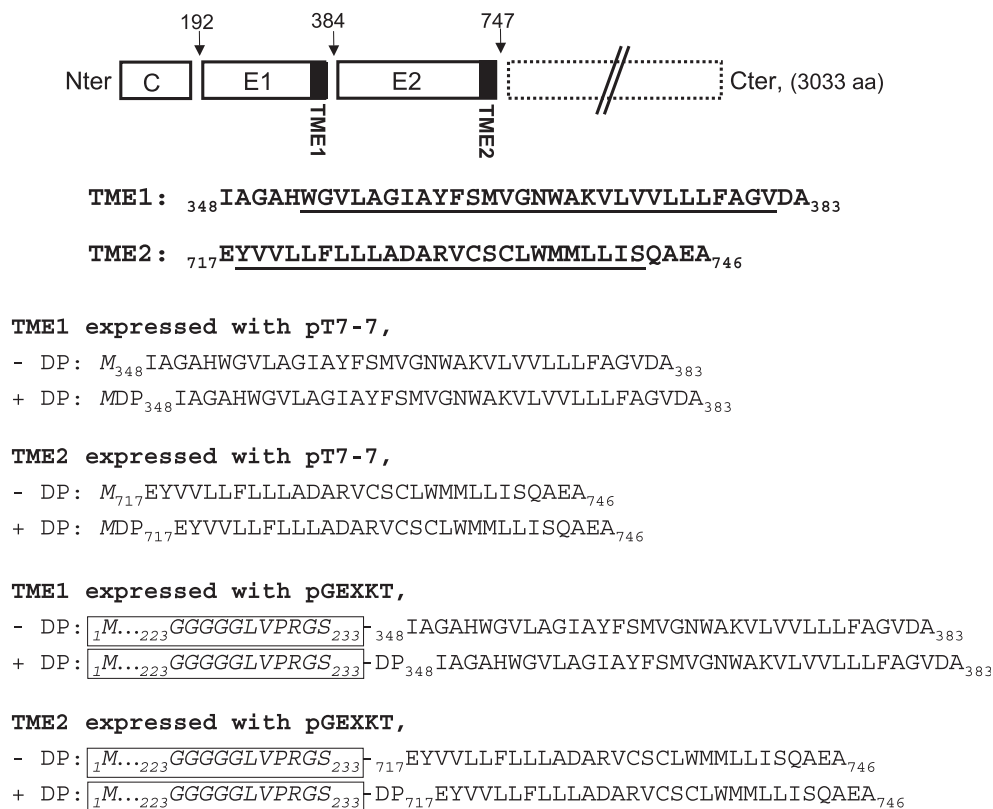 192 384 747
Nter C E1 E2 Cter, (3033 aa)
TME1 TME2
TME1: 348IAGAHWGVLAGIAYFSMVGNWAKVLVVLLLFAGVDA383
TME2: 717EYVVLLFLLLADARVCSCLWMMLLISQAEA746
TME1 expressed with pT7-7,
- DP: M348IAGAHWGVLAGIAYFSMVGNWAKVLVVLLLFAGVDA383
+ DP: MDP348IAGAHWGVLAGIAYFSMVGNWAKVLVVLLLFAGVDA383
TME2 expressed with pT7-7,
- DP: M717EYVVLLFLLLADARVCSCLWMMLLISQAEA746
+ DP: MDP717EYVVLLFLLLADARVCSCLWMMLLISQAEA746
TME1 expressed with pGEXKT,
- DP: 1M...223GGGGGLVPRGS233-348IAGAHWGVLAGIAYFSMVGNWAKVLVVLLLFAGVDA383
+ DP: 1M...223GGGGGLVPRGS233-DP348IAGAHWGVLAGIAYFSMVGNWAKVLVVLLLFAGVDA383
TME2 expressed with pGEXKT,
- DP: 1M...223GGGGGLVPRGS233-717EYVVLLFLLLADARVCSCLWMMLLISQAEA746
+ DP: 1M...223GGGGGLVPRGS233-DP717EYVVLLFLLLADARVCSCLWMMLLISQAEA746